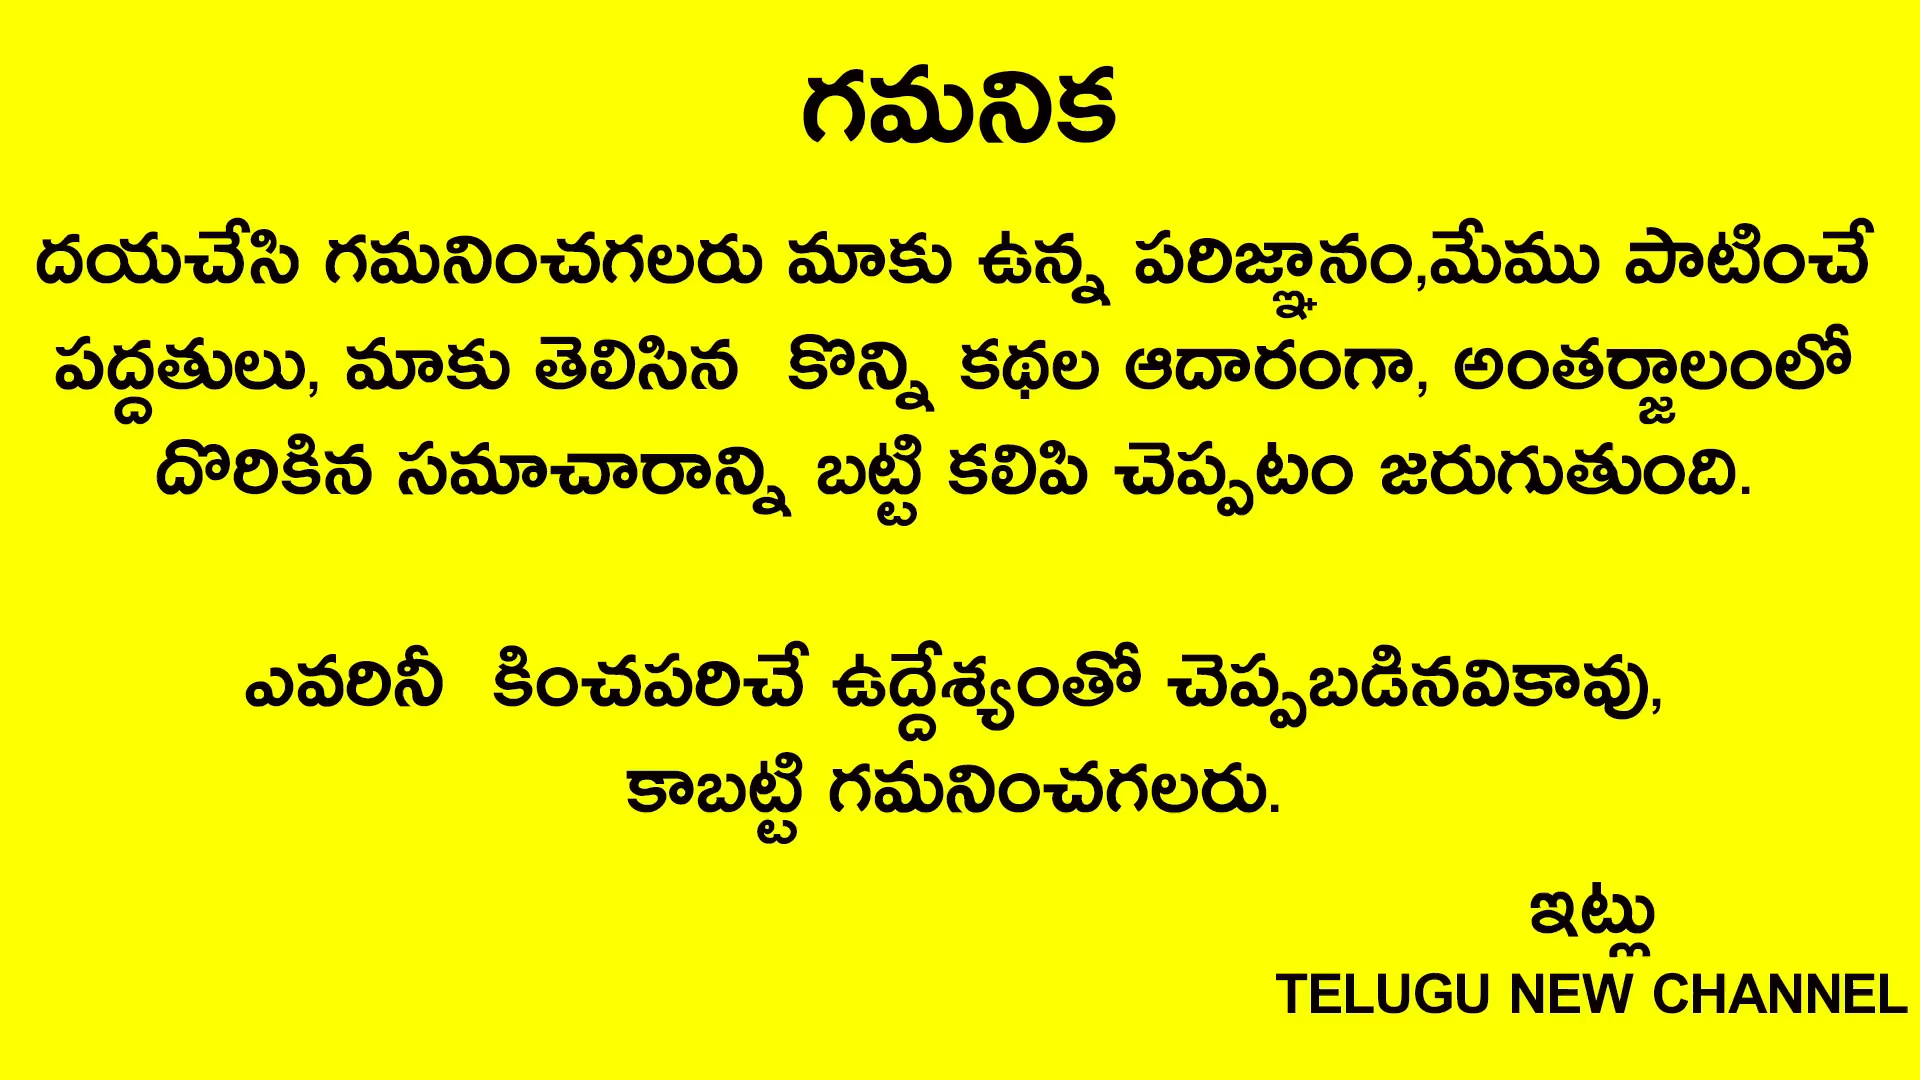 గమనిక
దయచేసి గమనించగలరు మాకు ఉన్న పరిజ్ఞానం,మేము పాటించే
పద్దతులు, మాకు తెలిసిన కొన్ని కథల ఆదారంగా, అంతర్జాలంలో
దొరికిన సమాచారాన్ని బట్టి కలిపి చెప్పటం జరుగుతుంది.
ఎవరినీ కించపరిచే ఉద్దేశ్యంతో చెప్పబడినవికావు,
కాబట్టి గమనించగలరు.
ఇట్లు
TELUGU NEW CHANNEL